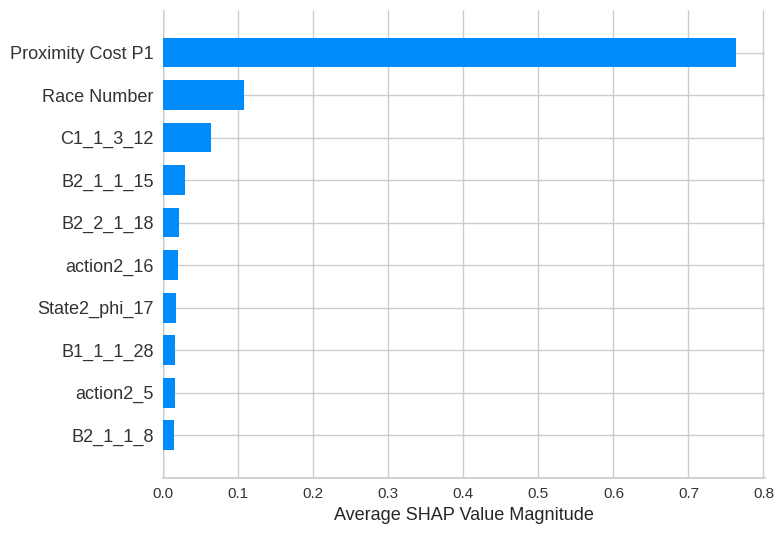 Proximity Cost P1
Race Number
C1_1_3_12
B2_1_1_15
B2_2_1_18
action2_16
State2_phi_17
B1_1_1_28
action2_5
B2_1_1_8
0.0 0.1 0.2 0.3 0.4 0.5 0.6 0.7 0.8
Average SHAP Value Magnitude